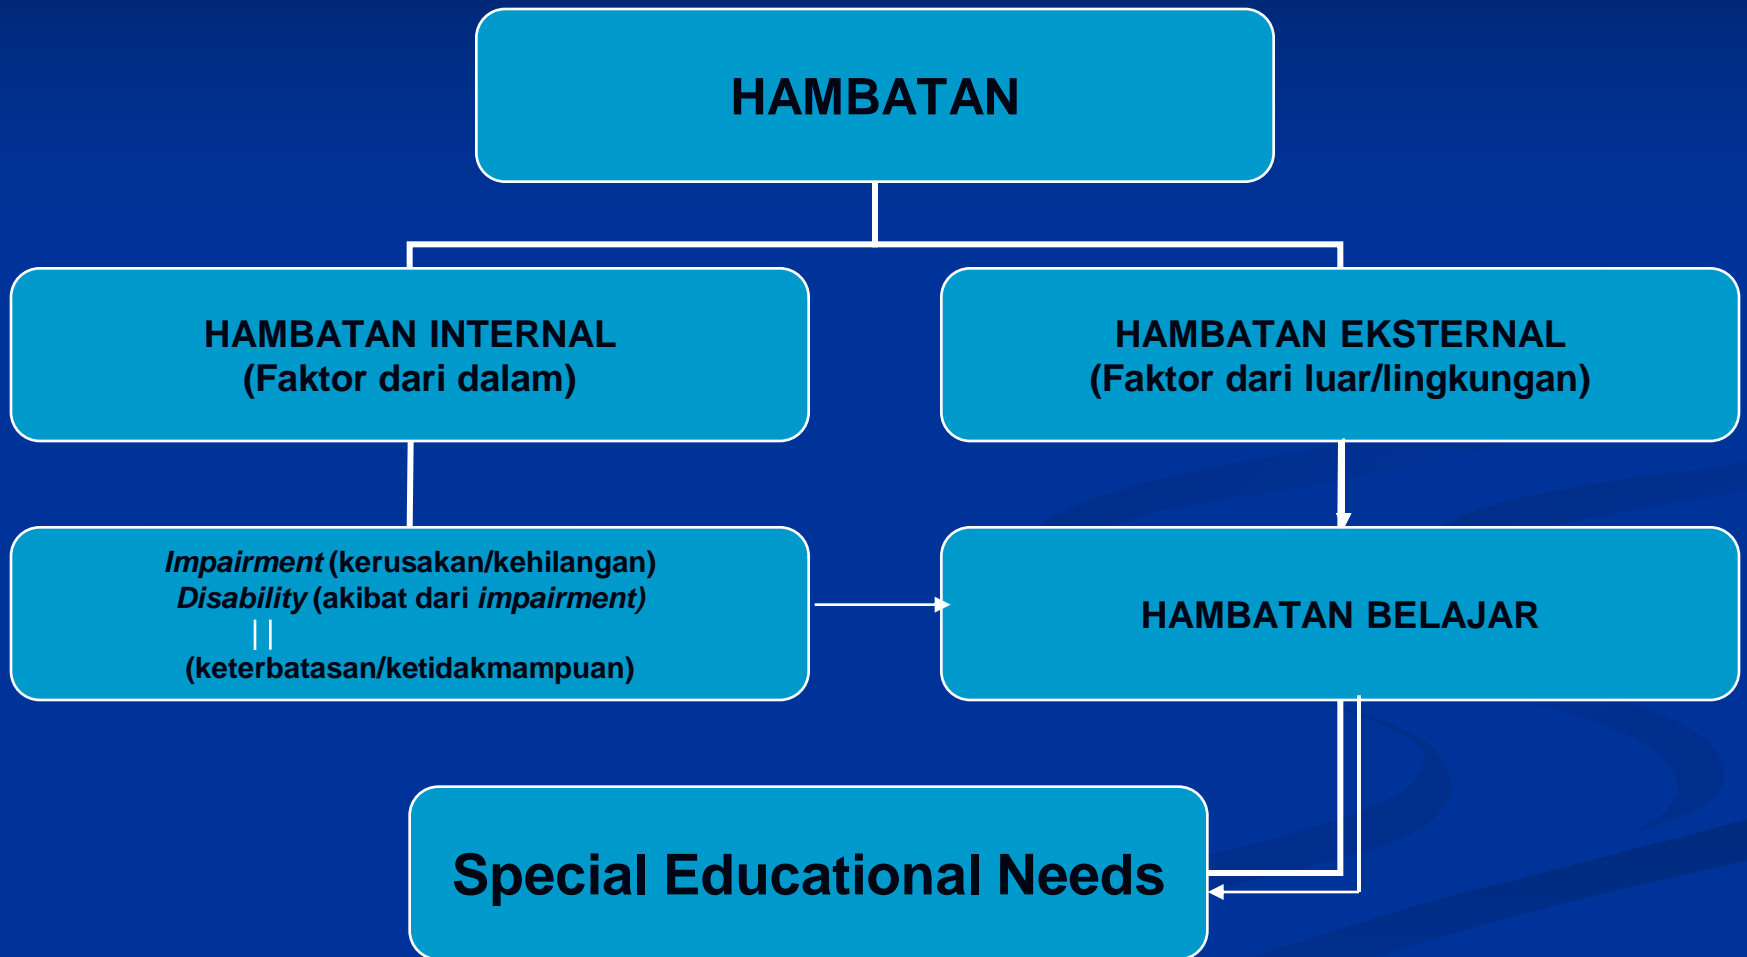 HAMBATAN
HAMBATAN INTERNAL
(Faktor dari dalam)
HAMBATAN EKSTERNAL
(Faktor dari luar/lingkungan)
Impairment (kerusakan/kehilangan)
Disability (akibat dari impairment)
(keterbatasan/ketidakmampuan)
HAMBATAN BELAJAR
Special Educational Needs